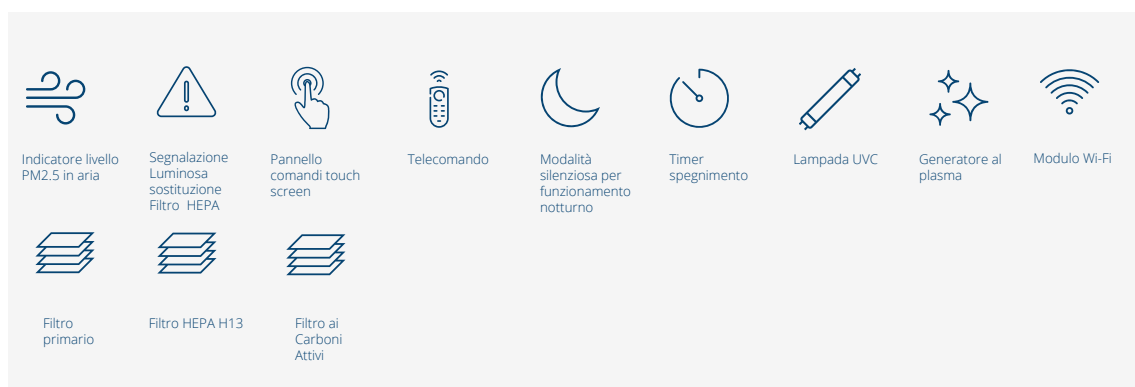 Indicatore livello
PM2.5 in aria
Segnalazione
Luminosa
sostituzione
Filtro HEPA
Pannello
comandi touch
screen
Telecomando
Modalità
silenziosa per
funzionamento
notturno
Timer
spegnimento
Lampada UVC
Generatore al
plasma
Modulo Wi-Fi
Filtro
primario
Filtro HEPA H13
Filtro ai
Carboni
Attivi